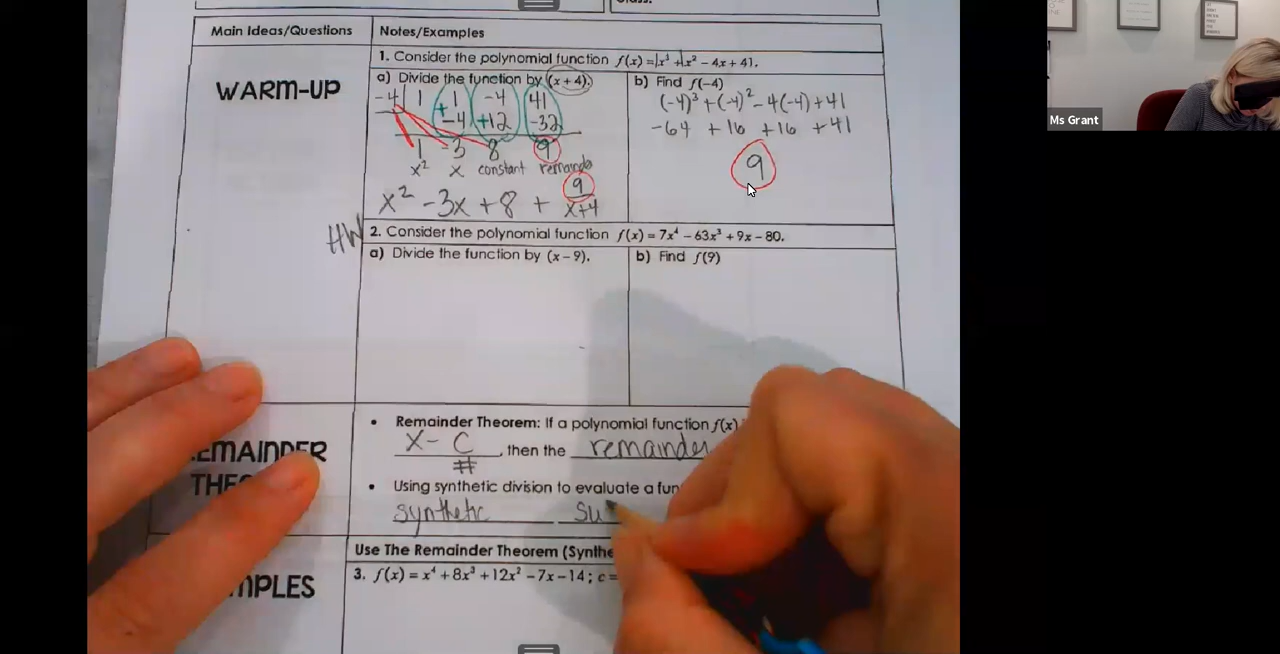 Main Ideas/Questions
Notes/Examples
WARM-UP
1. Consider the polynomial function f(x) = x³ + x² − 4x + 41.
a) Divide the function by (x + 4).
-4 | 1 1 -4 41
+ -4 +12 -32
1 -3 8 9
x² x constant remainder
x² - 3x + 8 + 9/x+4
b) Find f(−4)
(-4)³ + (-4)² - 4(-4) + 41
-64 + 16 + 16 + 41
9
HW
2. Consider the polynomial function f(x) = 7x⁴ − 63x³ + 9x − 80.
a) Divide the function by (x − 9).
b) Find f(9)
• Remainder Theorem: If a polynomial function f(x)
X - C, then the remainder
#
• Using synthetic division to evaluate a fun
synthetic su
Use The Remainder Theorem (Synthe
3. f(x) = x⁴ + 8x³ + 12x² − 7x − 14; c =
Ms Grant